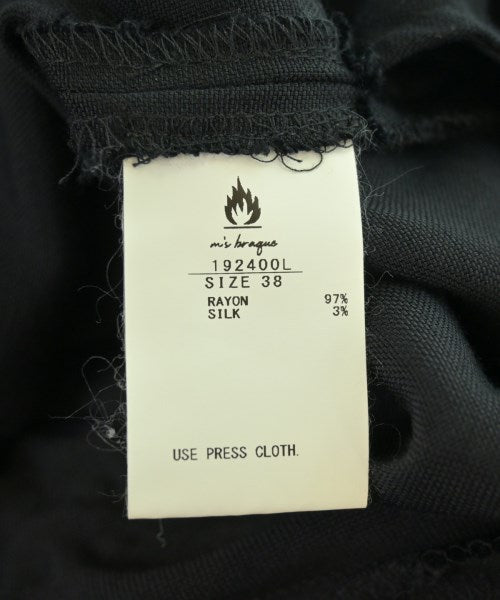 m's braque
192400L
SIZE 38
RAYON 97%
SILK 3%
USE PRESS CLOTH.